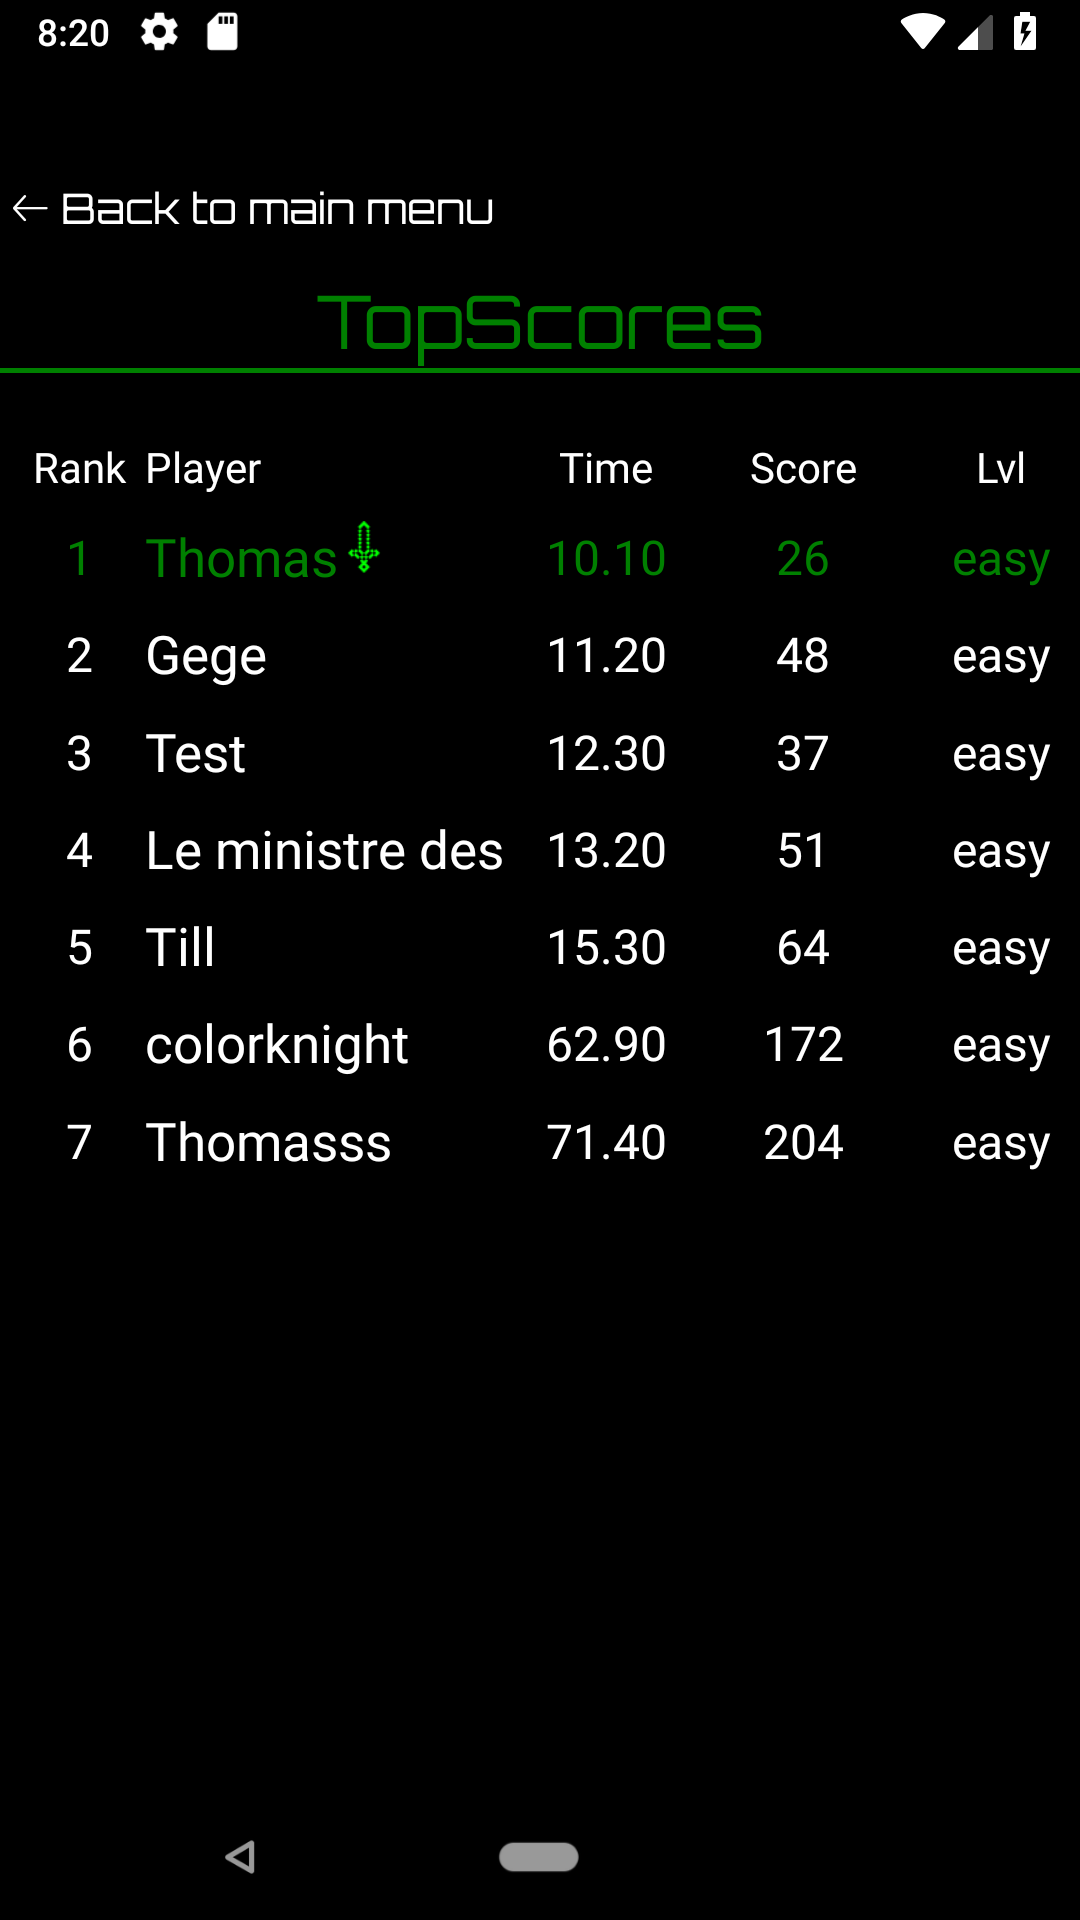 8:20
← Back to main menu
TopScores
Rank Player Time Score Lvl
1 Thomas 10.10 26 easy
2 Gege 11.20 48 easy
3 Test 12.30 37 easy
4 Le ministre des 13.20 51 easy
5 Till 15.30 64 easy
6 colorknight 62.90 172 easy
7 Thomasss 71.40 204 easy